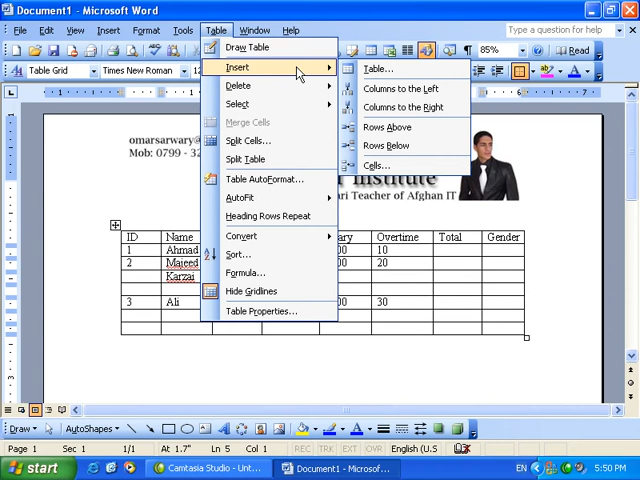 Document1 - Microsoft Word
File Edit View Insert Format Tools Table Window Help
Type a question for help
85% Read
Table Grid Times New Roman 12
Draw Table
Insert
Delete
Select
Merge Cells
Split Cells...
Split Table
Table AutoFormat...
AutoFit
Heading Rows Repeat
Convert
Sort...
Formula...
Hide Gridlines
Table Properties...
Table...
Columns to the Left
Columns to the Right
Rows Above
Rows Below
Cells...
omarsarwary@
Mob: 0799 - 32
Institute
ari Teacher of Afghan IT
ID Name Overtime Total Gender
1 Ahmad 00 10
2 Majeed Karzai 00 20
3 Ali 00 30
Draw AutoShapes
Page 1 Sec 1 1/1 At 1.7" Ln 5 Col 1 REC TRK EXT OVR English (U.S
start Camtasia Studio - Unt... Document1 - Microsof... EN 5:50 PM